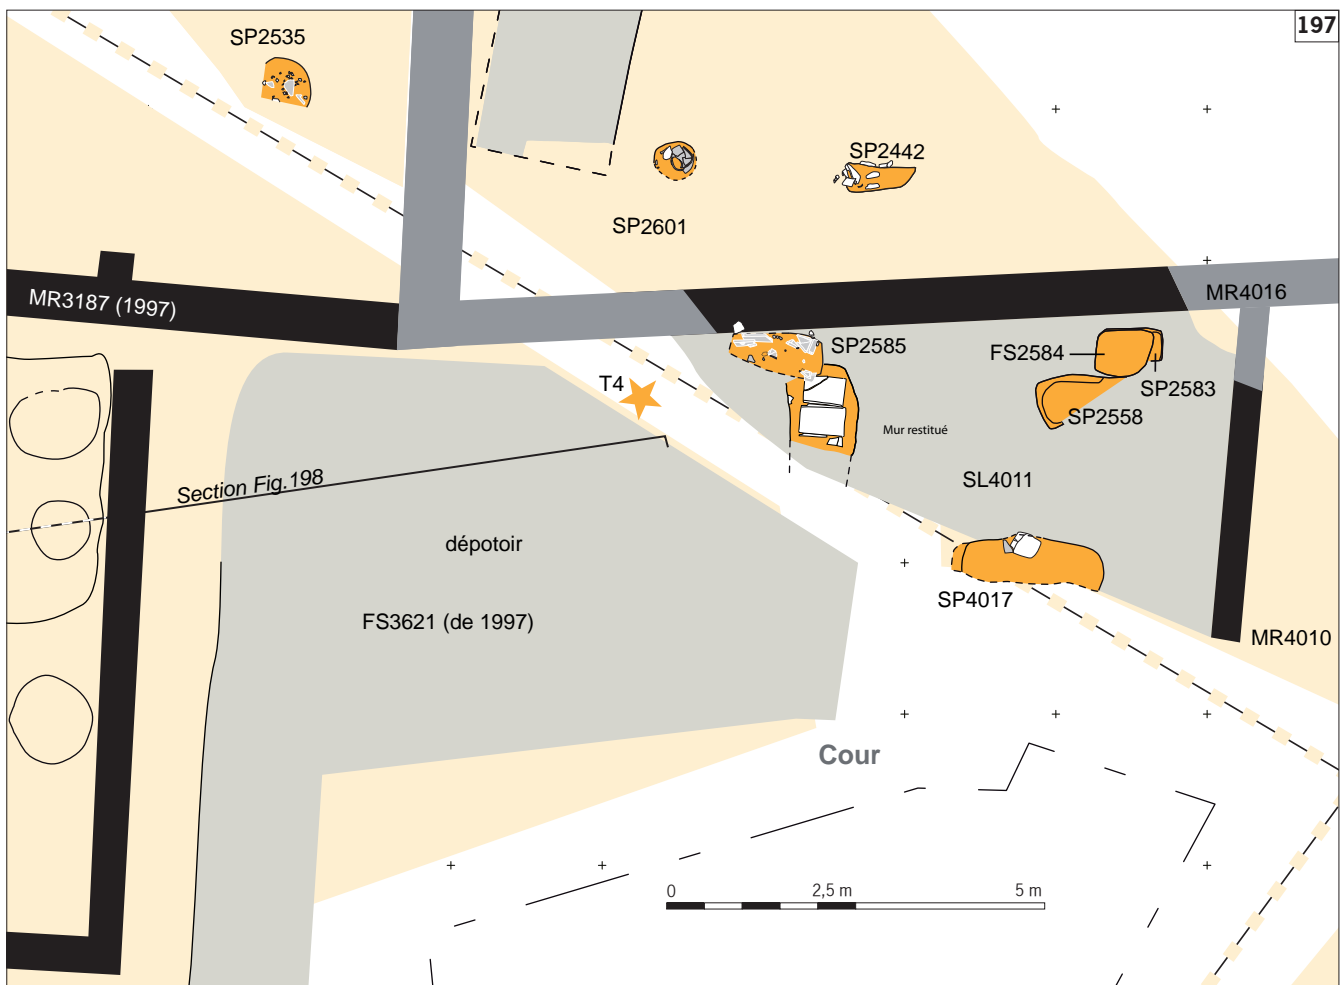 197
SP2535
SP2442
SP2601
MR3187 (1997)
MR4016
SP2585
FS2584
SP2583
T4
SP2558
Mur restitué
Section Fig.198
SL4011
dépotoir
SP4017
FS3621 (de 1997)
MR4010
Cour
0 2,5 m 5 m